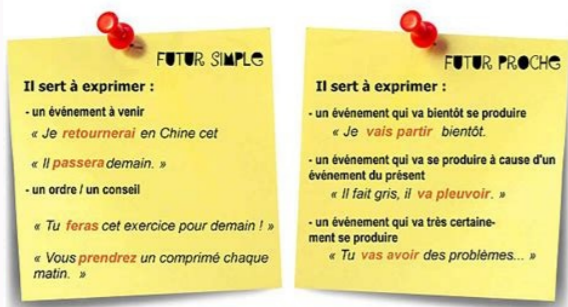 FUTUR SIMPLE
Il sert à exprimer :
- un événement à venir
« Je retournerai en Chine cet
« Il passera demain. »
- un ordre / un conseil
« Tu feras cet exercice pour demain ! »
« Vous prendrez un comprimé chaque
matin. »
FUTUR PROCHE
Il sert à exprimer :
- un événement qui va bientôt se produire
« Je vais partir bientôt.
- un événement qui va se produire à cause d'un
événement du présent
« Il fait gris, il va pleuvoir. »
- un événement qui va très certaine-
ment se produire
« Tu vas avoir des problèmes... »